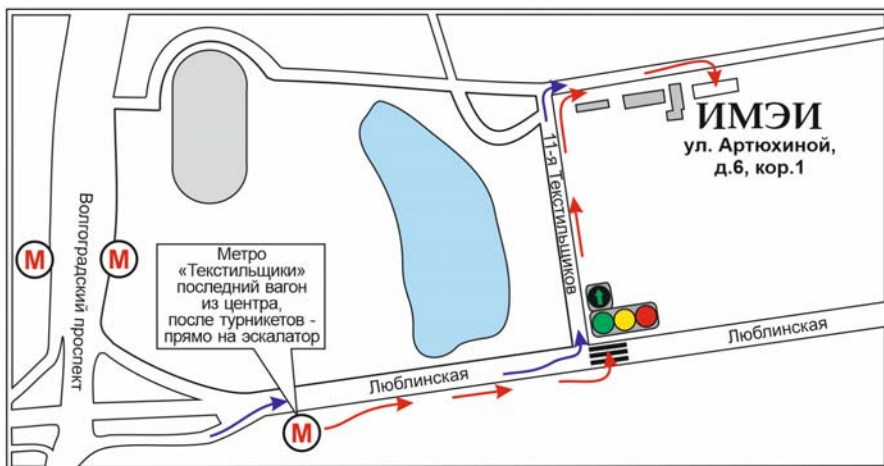 ИМЭИ
ул. Артюхиной,
д.6, кор.1
11-я Текстильщиков
Волгоградский проспект
М
М
Метро
«Текстильщики»
последний вагон
из центра,
после турникетов -
прямо на эскалатор
Люблинская
Люблинская
М